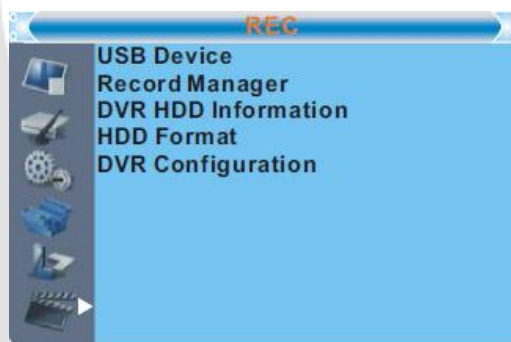 REC
USB Device
Record Manager
DVR HDD Information
HDD Format
DVR Configuration